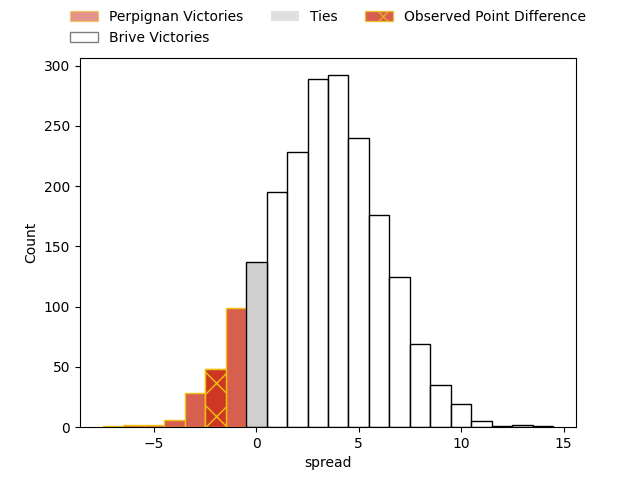 Perpignan Victories
Ties
Observed Point Difference
Brive Victories
300
250
200
150
100
50
0
Count
−5
0
5
10
15
spread